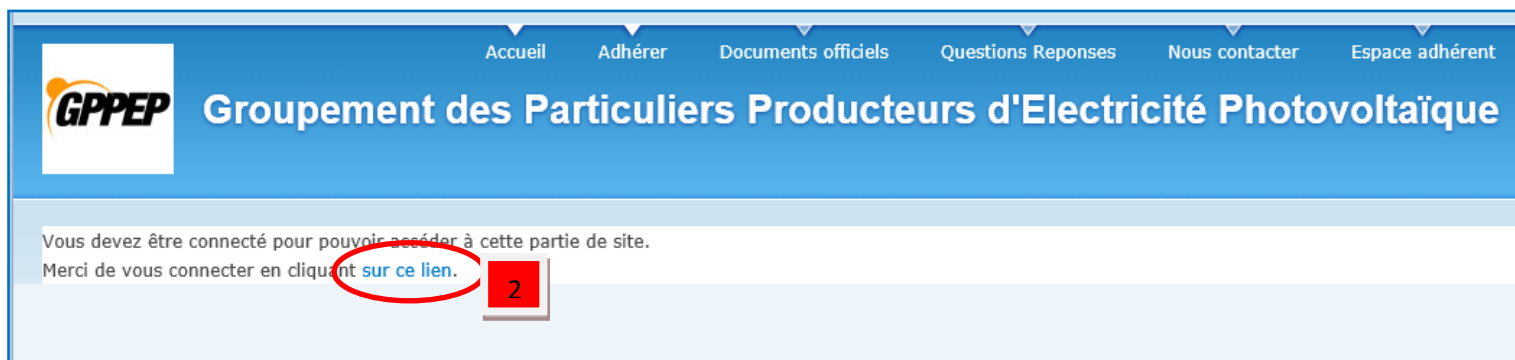 Accueil Adhérer Documents officiels Questions Reponses Nous contacter Espace adhérent
GPPEP
Groupement des Particuliers Producteurs d'Electricité Photovoltaïque
Vous devez être connecté pour pouvoir accéder à cette partie de site.
Merci de vous connecter en cliquant sur ce lien.
2